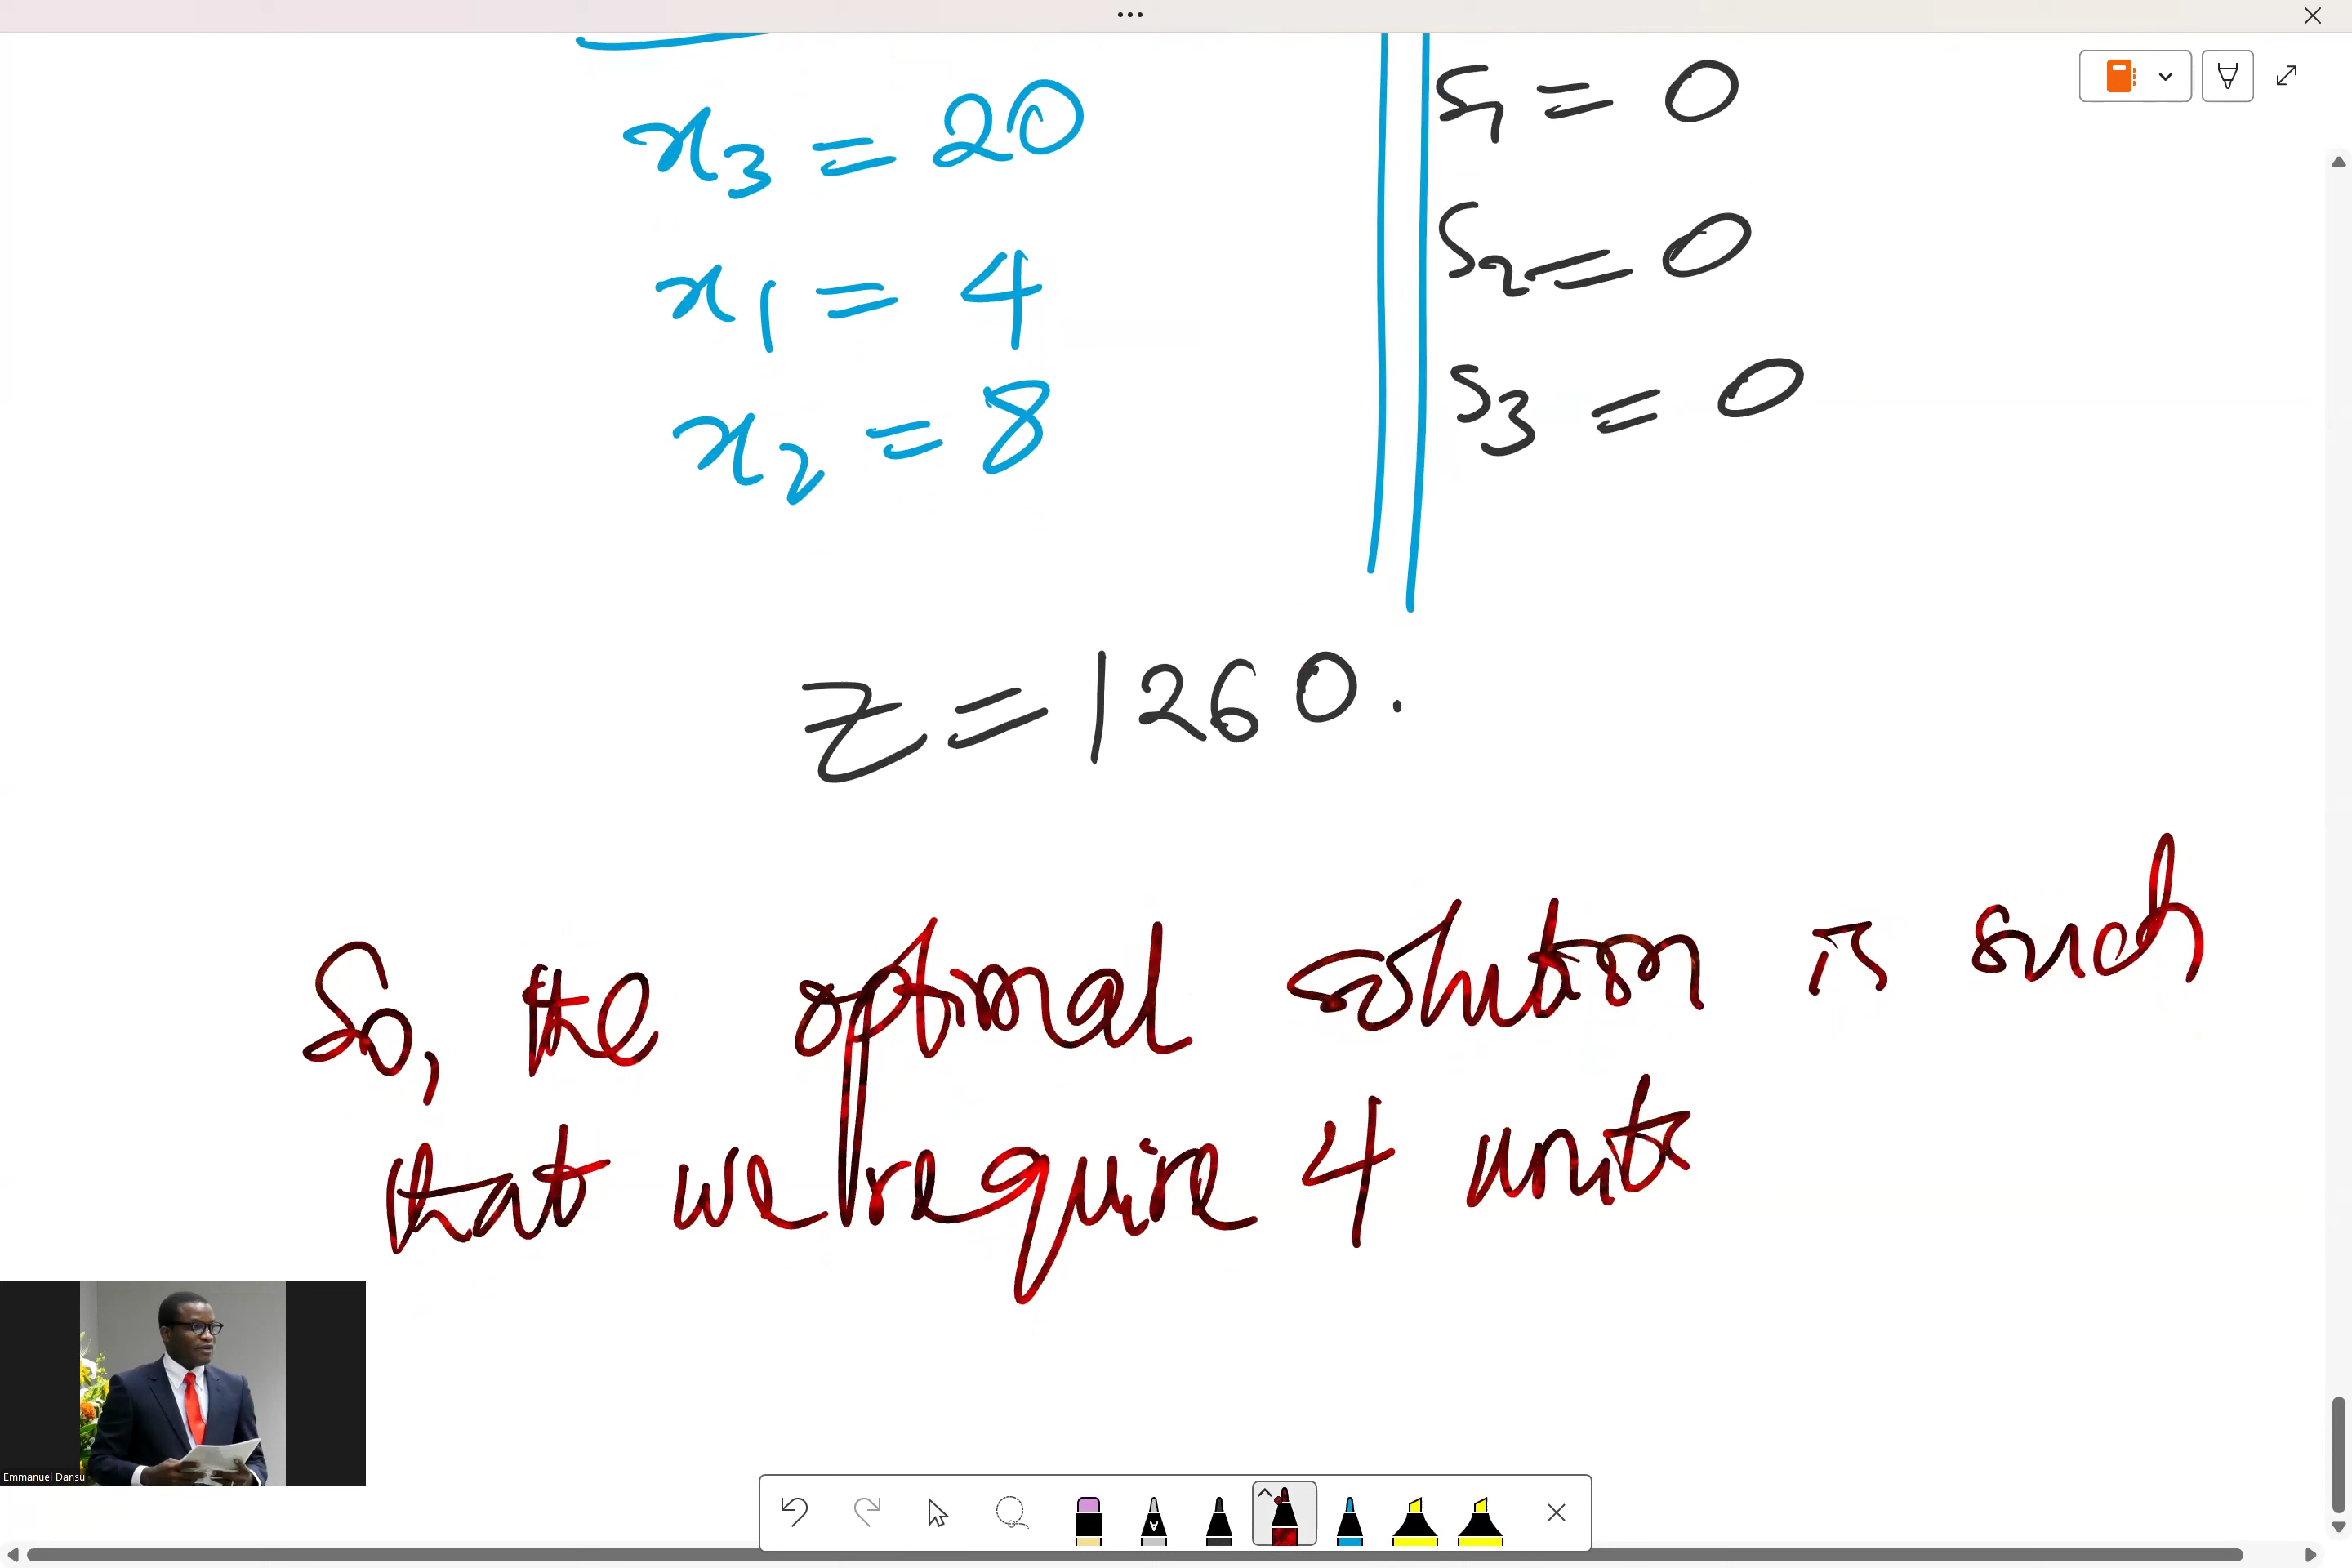 x₃ = 20
x₁ = 4
x₂ = 8
S₁ = 0
S₂ = 0
S₃ = 0
Z = 1260.
So, the optimal solution is such
that we require 4 units
Emmanuel Dansu